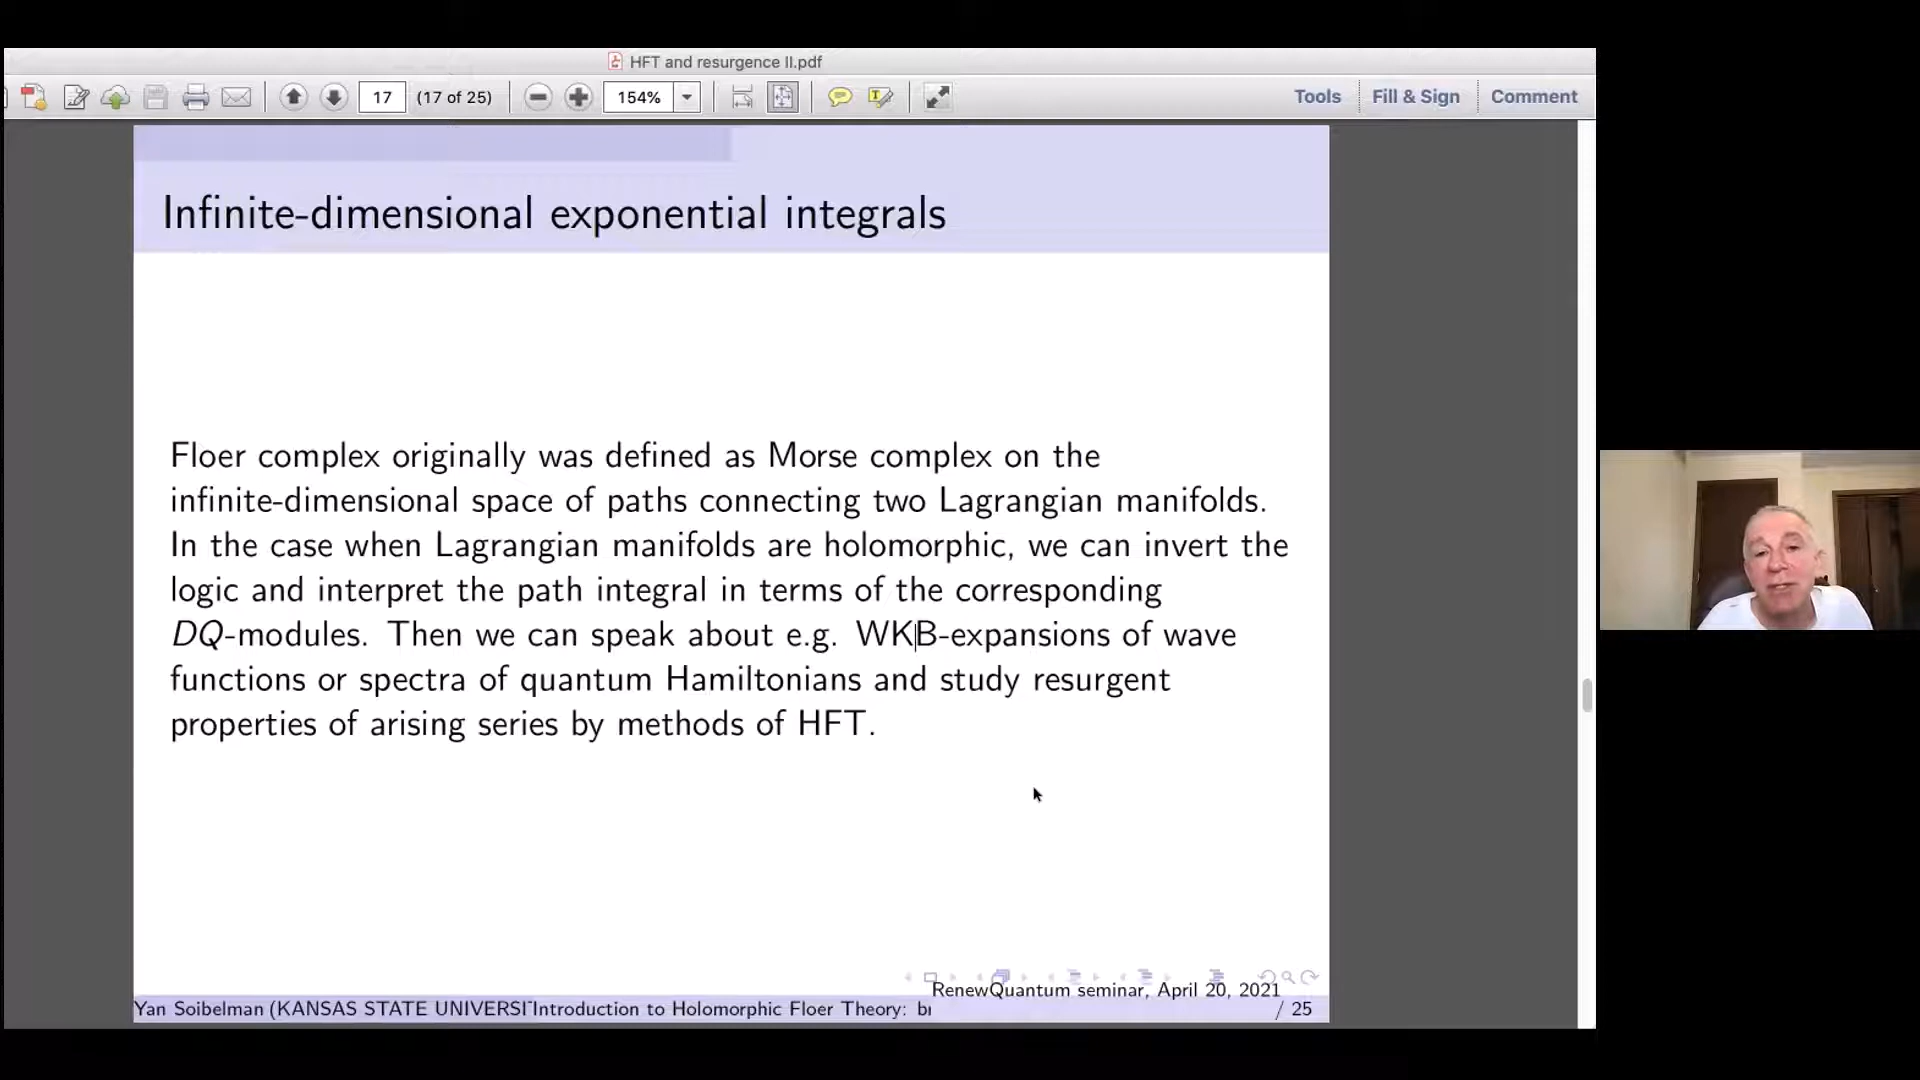 HFT and resurgence II.pdf
17 (17 of 25) 154% Tools Fill & Sign Comment
Infinite-dimensional exponential integrals
Floer complex originally was defined as Morse complex on the
infinite-dimensional space of paths connecting two Lagrangian manifolds.
In the case when Lagrangian manifolds are holomorphic, we can invert the
logic and interpret the path integral in terms of the corresponding
DQ-modules. Then we can speak about e.g. WKB-expansions of wave
functions or spectra of quantum Hamiltonians and study resurgent
properties of arising series by methods of HFT.
RenewQuantum seminar, April 20, 2021
Yan Soibelman (KANSAS STATE UNIVERSI Introduction to Holomorphic Floer Theory: bı / 25